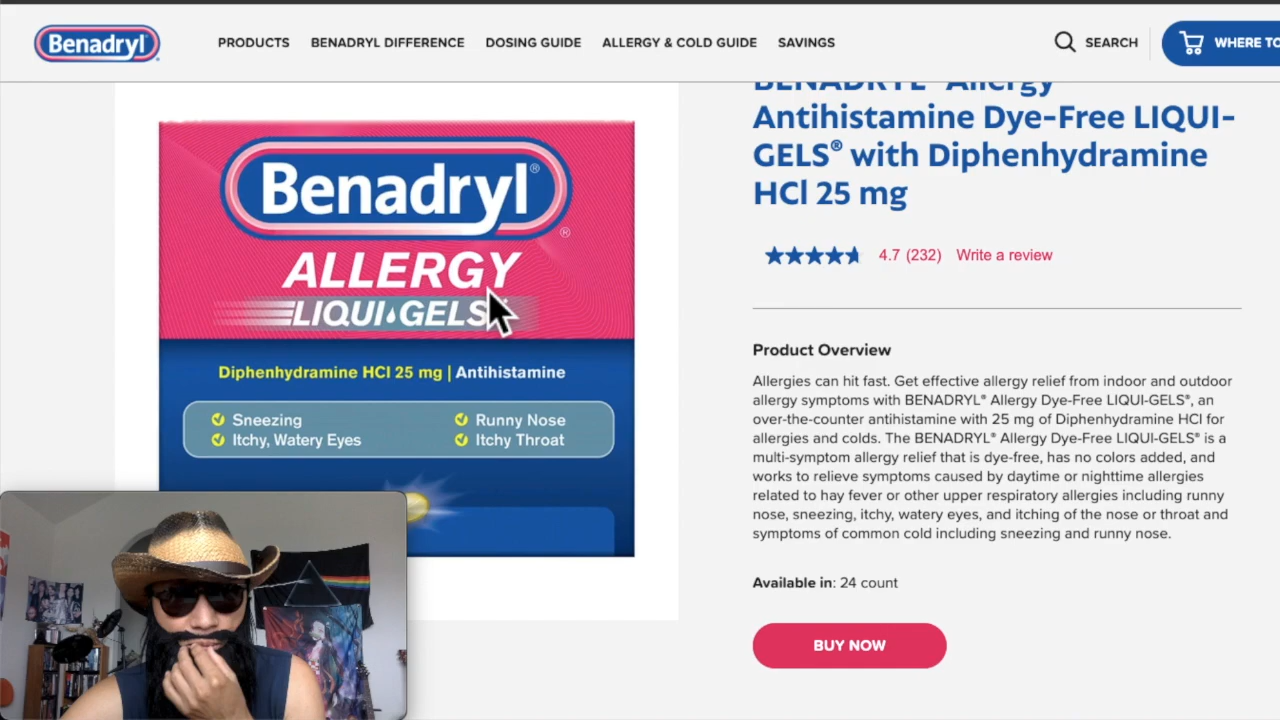 Benadryl®
PRODUCTS
BENADRYL DIFFERENCE
DOSING GUIDE
ALLERGY & COLD GUIDE
SAVINGS
SEARCH
WHERE TO
BENADRYL® Allergy
Antihistamine Dye-Free LIQUI-
GELS® with Diphenhydramine
HCl 25 mg
4.7 (232) Write a review
Product Overview
Allergies can hit fast. Get effective allergy relief from indoor and outdoor
allergy symptoms with BENADRYL® Allergy Dye-Free LIQUI-GELS®, an
over-the-counter antihistamine with 25 mg of Diphenhydramine HCl for
allergies and colds. The BENADRYL® Allergy Dye-Free LIQUI-GELS® is a
multi-symptom allergy relief that is dye-free, has no colors added, and
works to relieve symptoms caused by daytime or nighttime allergies
related to hay fever or other upper respiratory allergies including runny
nose, sneezing, itchy, watery eyes, and itching of the nose or throat and
symptoms of common cold including sneezing and runny nose.
Available in: 24 count
BUY NOW
Benadryl®
®
ALLERGY
LIQUI GELS
Diphenhydramine HCl 25 mg | Antihistamine
Sneezing
Runny Nose
Itchy, Watery Eyes
Itchy Throat